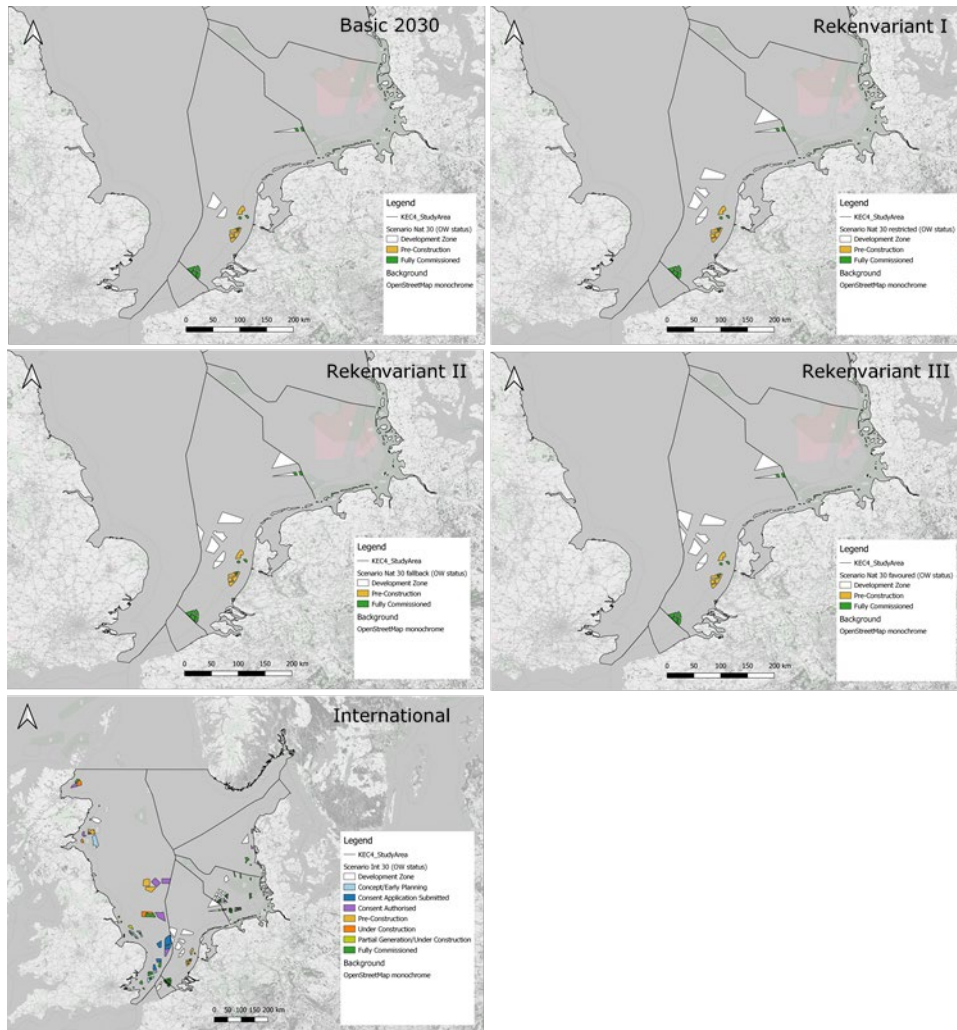 Basic 2030
Legend
KEC4_StudyArea
Scenario Nat 30 (OW status)
Development Zone
Pre-Construction
Fully Commissioned
Background
OpenStreetMap monochrome
0 50 100 150 200 km
Rekenvariant I
Legend
KEC4_StudyArea
Scenario Nat 30 restricted (OW status)
Development Zone
Pre-Construction
Fully Commissioned
Background
OpenStreetMap monochrome
0 50 100 150 200 km
Rekenvariant II
Legend
KEC4_StudyArea
Scenario Nat 30 fallback (OW status)
Development Zone
Pre-Construction
Fully Commissioned
Background
OpenStreetMap monochrome
0 50 100 150 200 km
Rekenvariant III
Legend
KEC4_StudyArea
Scenario Nat 30 favoured (OW status)
Development Zone
Pre-Construction
Fully Commissioned
Background
OpenStreetMap monochrome
0 50 100 150 200 km
International
Legend
KEC4_StudyArea
Scenario Int 30 (OW status)
Development Zone
Concept/Early Planning
Consent Application Submitted
Consent Authorised
Pre-Construction
Under Construction
Partial Generation/Under Construction
Fully Commissioned
Background
OpenStreetMap monochrome
0 50 100 150 200 km